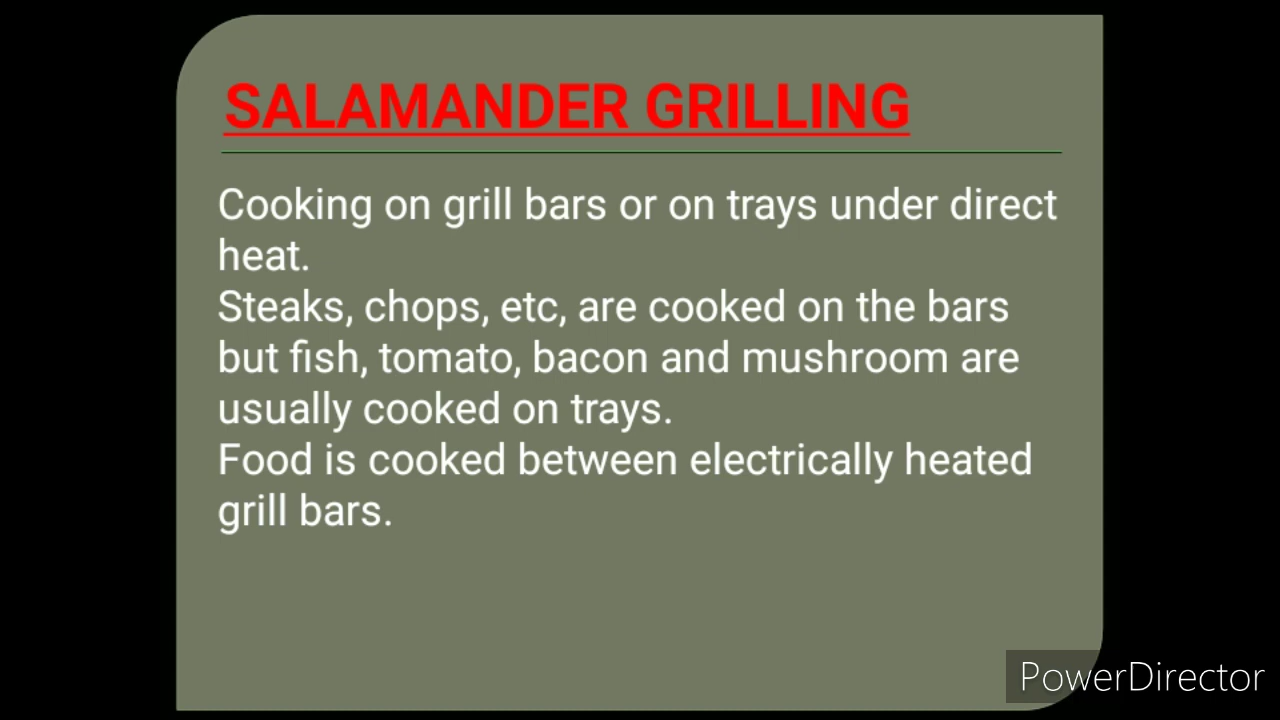 SALAMANDER GRILLING
Cooking on grill bars or on trays under direct
heat.
Steaks, chops, etc, are cooked on the bars
but fish, tomato, bacon and mushroom are
usually cooked on trays.
Food is cooked between electrically heated
grill bars.
PowerDirector